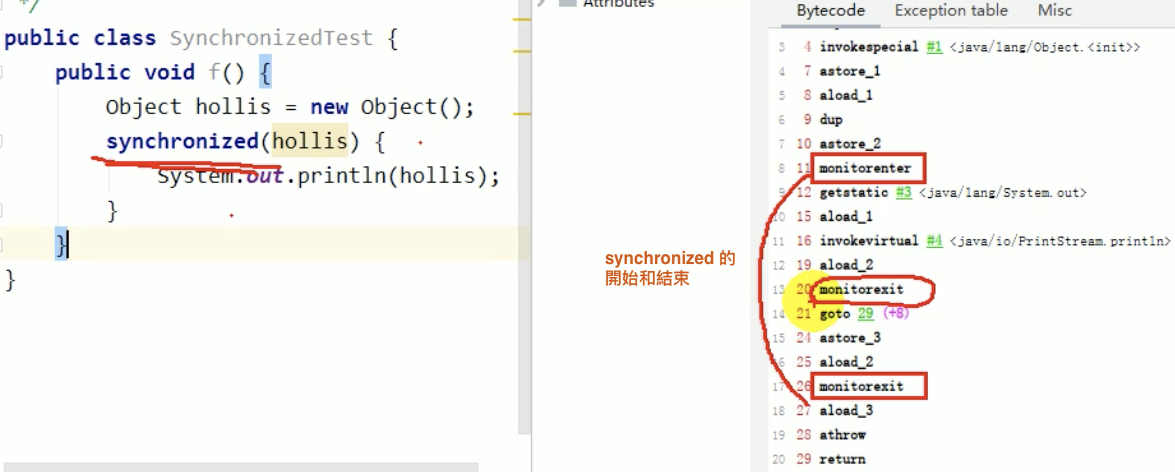 */
public class SynchronizedTest {
public void f() {
Object hollis = new Object();
synchronized(hollis) {
System.out.println(hollis);
}
}
}
Attributes
synchronized 的
開始和結束
Bytecode Exception table Misc
3 4 invokespecial #1 <java/lang/Object.<init>>
4 7 astore_1
5 8 aload_1
6 9 dup
7 10 astore_2
8 11 monitorenter
9 12 getstatic #3 <java/lang/System.out>
10 15 aload_1
11 16 invokevirtual #4 <java/io/PrintStream.println>
12 19 aload_2
13 20 monitorexit
14 21 goto 29 (+8)
15 24 astore_3
16 25 aload_2
17 26 monitorexit
18 27 aload_3
19 28 athrow
20 29 return